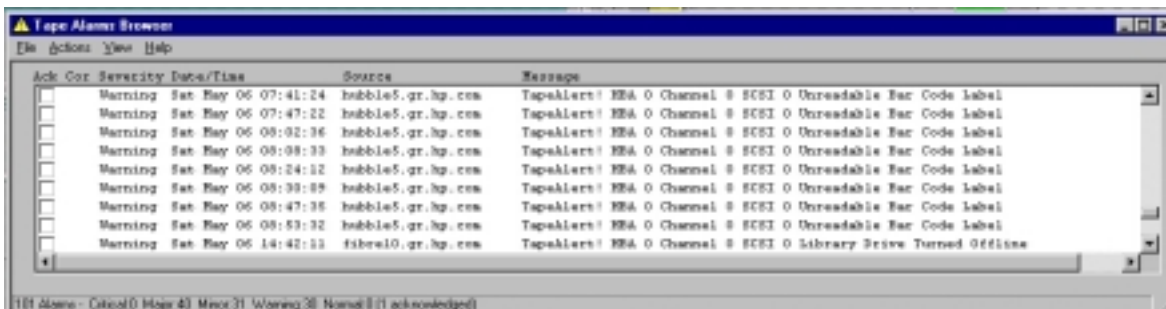 Tape Alarms Browser
File Actions View Help
Ack Cor Severity Date/Time Source Message
Warning Sat May 06 07:41:24 hubble5.gr.hp.com TapeAlert! HBA 0 Channel 0 SCSI 0 Unreadable Bar Code Label
Warning Sat May 06 07:47:22 hubble5.gr.hp.com TapeAlert! HBA 0 Channel 0 SCSI 0 Unreadable Bar Code Label
Warning Sat May 06 08:02:36 hubble5.gr.hp.com TapeAlert! HBA 0 Channel 0 SCSI 0 Unreadable Bar Code Label
Warning Sat May 06 08:08:33 hubble5.gr.hp.com TapeAlert! HBA 0 Channel 0 SCSI 0 Unreadable Bar Code Label
Warning Sat May 06 08:24:12 hubble5.gr.hp.com TapeAlert! HBA 0 Channel 0 SCSI 0 Unreadable Bar Code Label
Warning Sat May 06 08:30:09 hubble5.gr.hp.com TapeAlert! HBA 0 Channel 0 SCSI 0 Unreadable Bar Code Label
Warning Sat May 06 08:47:35 hubble5.gr.hp.com TapeAlert! HBA 0 Channel 0 SCSI 0 Unreadable Bar Code Label
Warning Sat May 06 08:53:32 hubble5.gr.hp.com TapeAlert! HBA 0 Channel 0 SCSI 0 Unreadable Bar Code Label
Warning Sat May 06 14:42:11 fibre10.gr.hp.com TapeAlert! HBA 0 Channel 0 SCSI 0 Library Drive Turned Offline
101 Alarms - Critical:0 Major:40 Minor:31 Warning:30 Normal:0 (1 acknowledged)